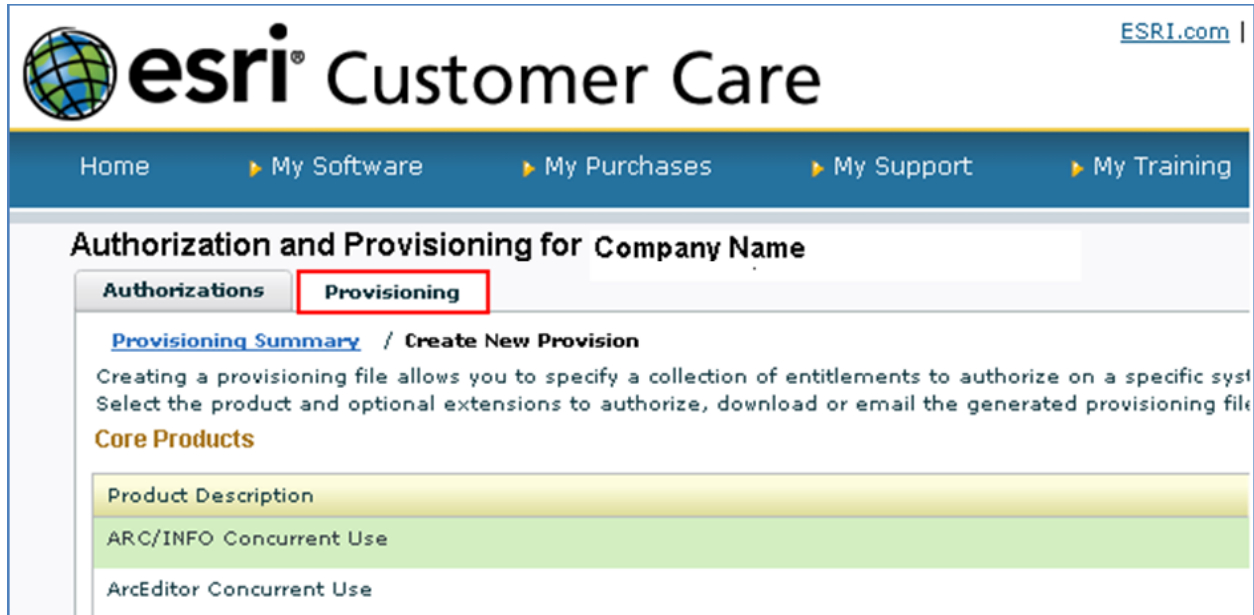 ESRI.com |
esri® Customer Care
Home My Software My Purchases My Support My Training
Authorization and Provisioning for Company Name
Authorizations Provisioning
Provisioning Summary / Create New Provision
Creating a provisioning file allows you to specify a collection of entitlements to authorize on a specific
Select the product and optional extensions to authorize, download or email the generated provisioning
Core Products
Product Description
ARC/INFO Concurrent Use
ArcEditor Concurrent Use